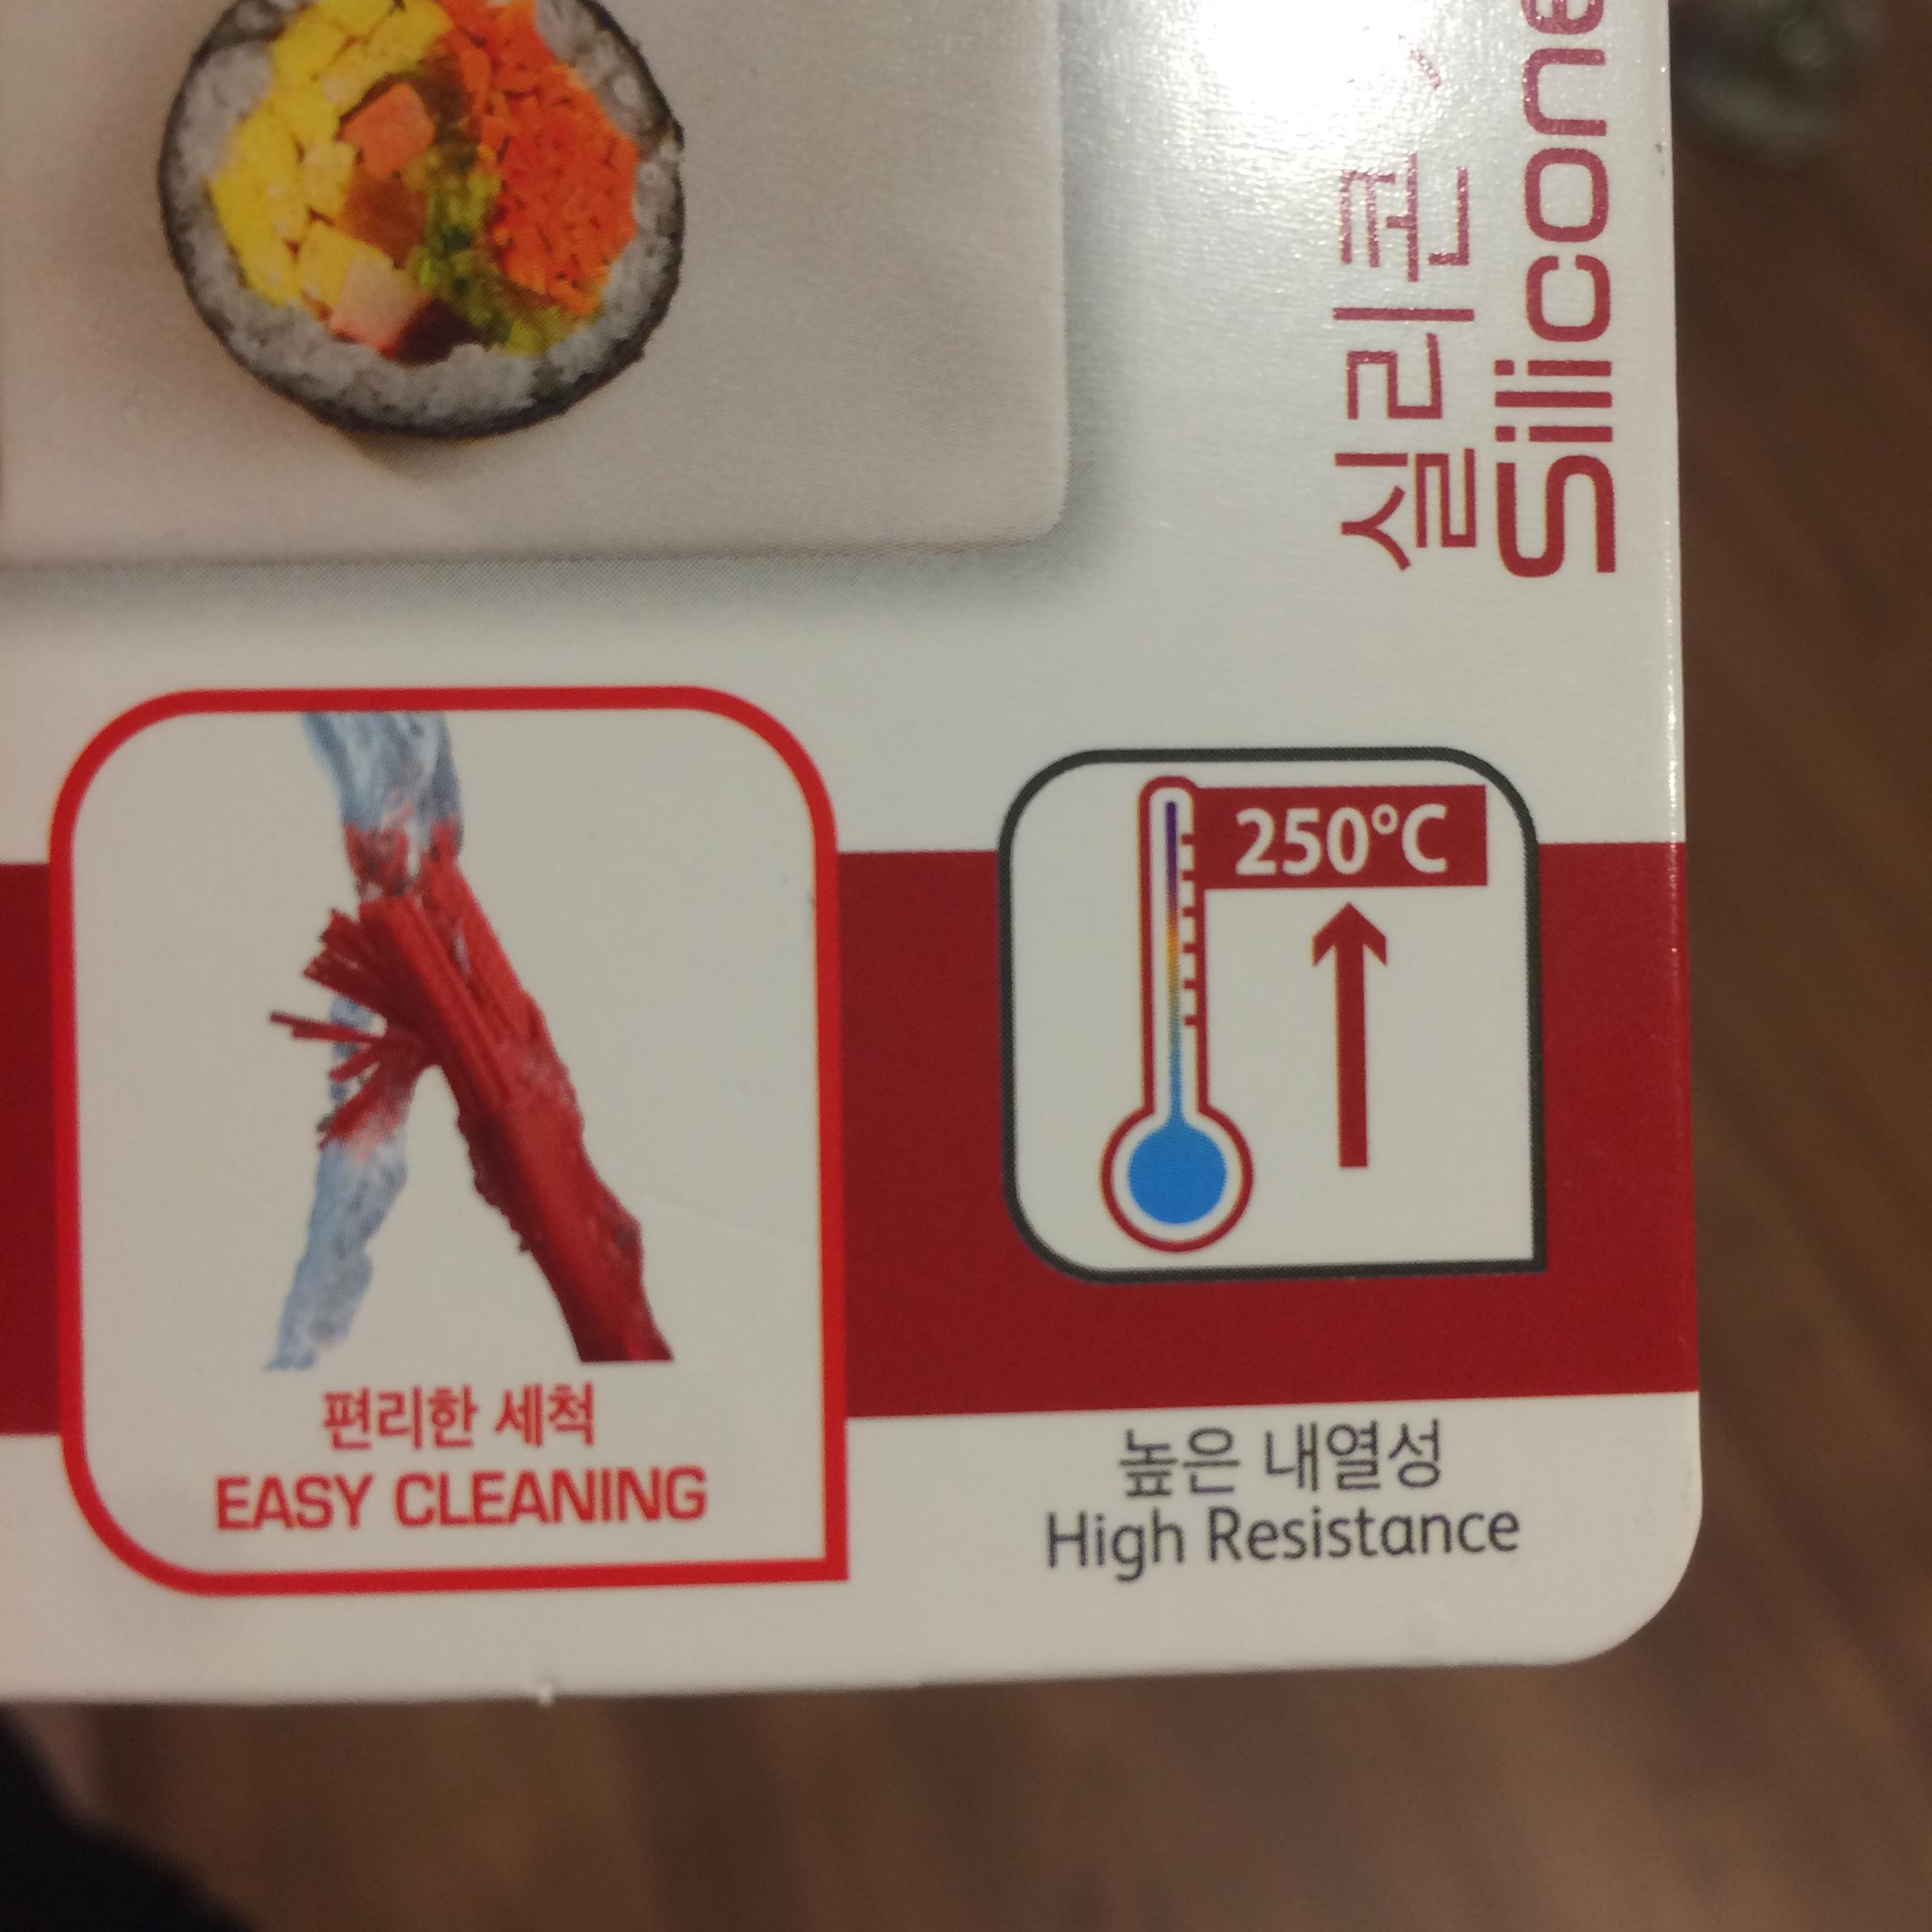 실리콘
Silicone
250°C
편리한 세척
EASY CLEANING
높은 내열성
High Resistance